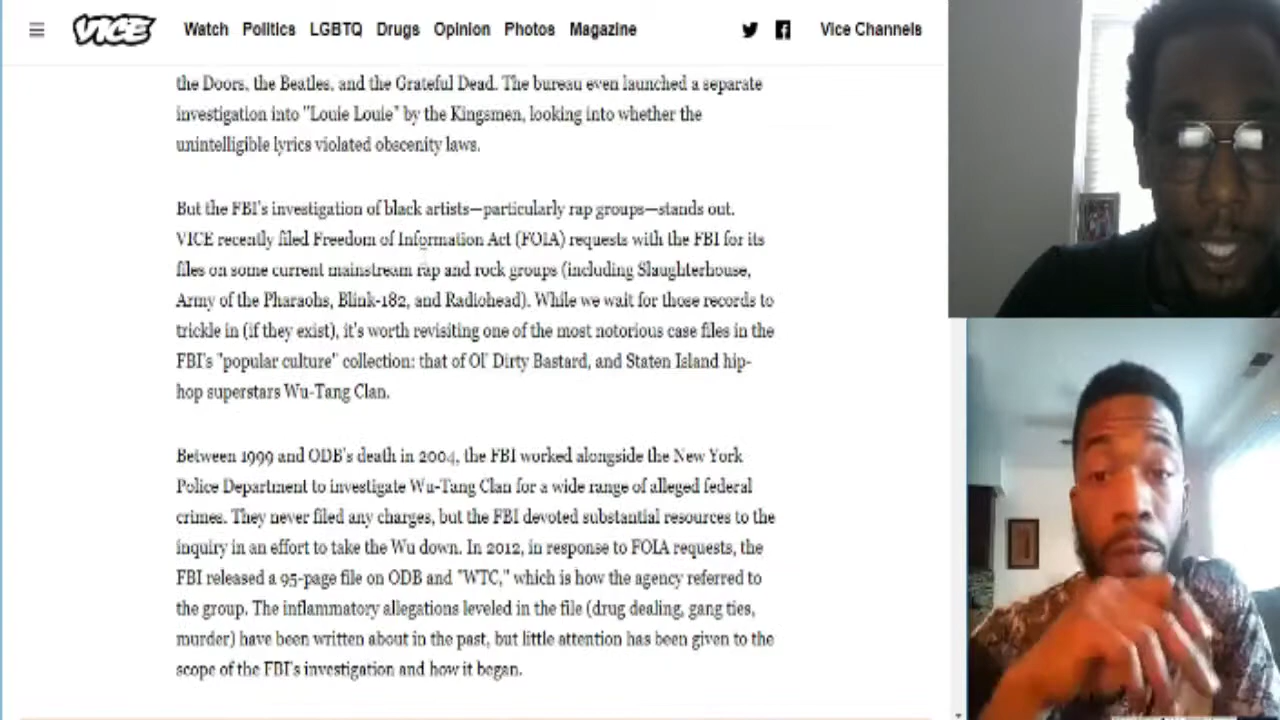 VICE Watch Politics LGBTQ Drugs Opinion Photos Magazine Vice Channels
the Doors, the Beatles, and the Grateful Dead. The bureau even launched a separate
investigation into "Louie Louie" by the Kingsmen, looking into whether the
unintelligible lyrics violated obscenity laws.
But the FBI's investigation of black artists—particularly rap groups—stands out.
VICE recently filed Freedom of Information Act (FOIA) requests with the FBI for its
files on some current mainstream rap and rock groups (including Slaughterhouse,
Army of the Pharaohs, Blink-182, and Radiohead). While we wait for those records to
trickle in (if they exist), it's worth revisiting one of the most notorious case files in the
FBI's "popular culture" collection: that of Ol' Dirty Bastard, and Staten Island hip-
hop superstars Wu-Tang Clan.
Between 1999 and ODB's death in 2004, the FBI worked alongside the New York
Police Department to investigate Wu-Tang Clan for a wide range of alleged federal
crimes. They never filed any charges, but the FBI devoted substantial resources to the
inquiry in an effort to take the Wu down. In 2012, in response to FOIA requests, the
FBI released a 95-page file on ODB and "WTC," which is how the agency referred to
the group. The inflammatory allegations leveled in the file (drug dealing, gang ties,
murder) have been written about in the past, but little attention has been given to the
scope of the FBI's investigation and how it began.